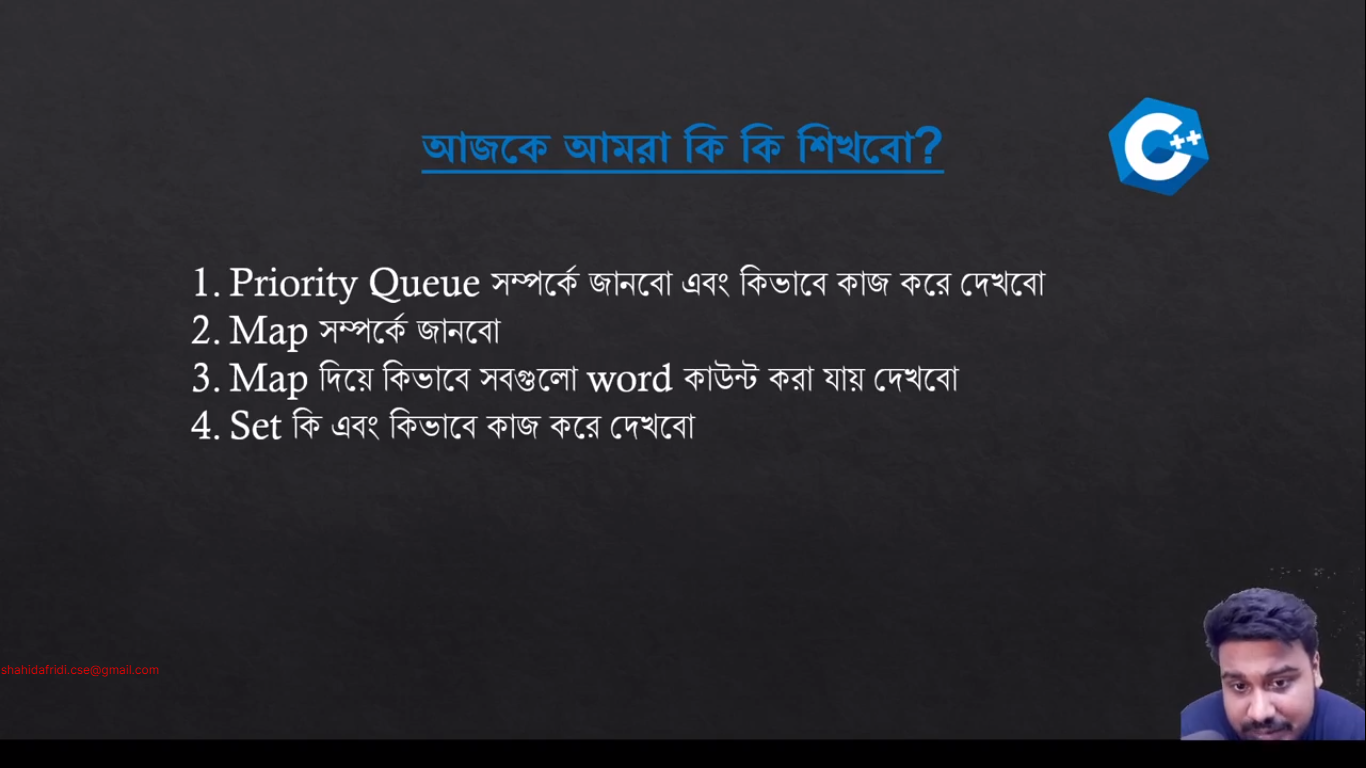 আজকে আমরা কি কি শিখবো?
C++
1. Priority Queue সম্পর্কে জানবো এবং কিভাবে কাজ করে দেখবো
2. Map সম্পর্কে জানবো
3. Map দিয়ে কিভাবে সবগুলো word কাউন্ট করা যায় দেখবো
4. Set কি এবং কিভাবে কাজ করে দেখবো
shahidafridi.cse@gmail.com